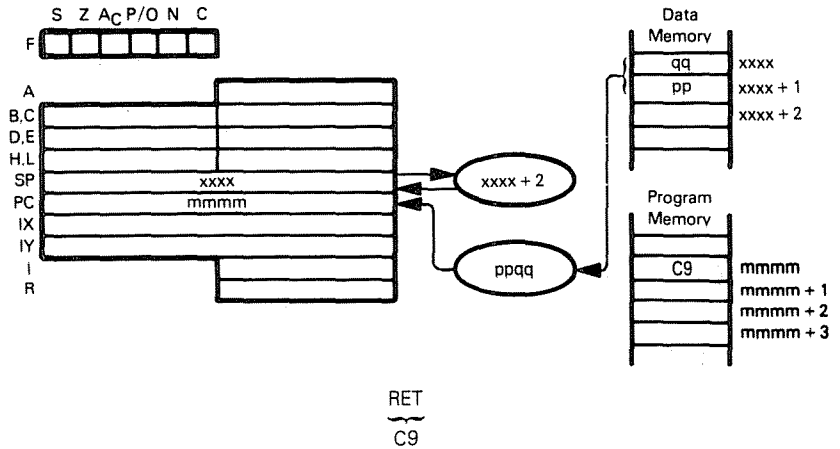 S Z AC P/O N C
F
A
B,C
D,E
H,L
SP xxxx
PC mmmm
IX
IY
I
R
xxxx + 2
ppqq
Data
Memory
qq xxxx
pp xxxx + 1
xxxx + 2
Program
Memory
C9 mmmm
mmmm + 1
mmmm + 2
mmmm + 3
RET
C9